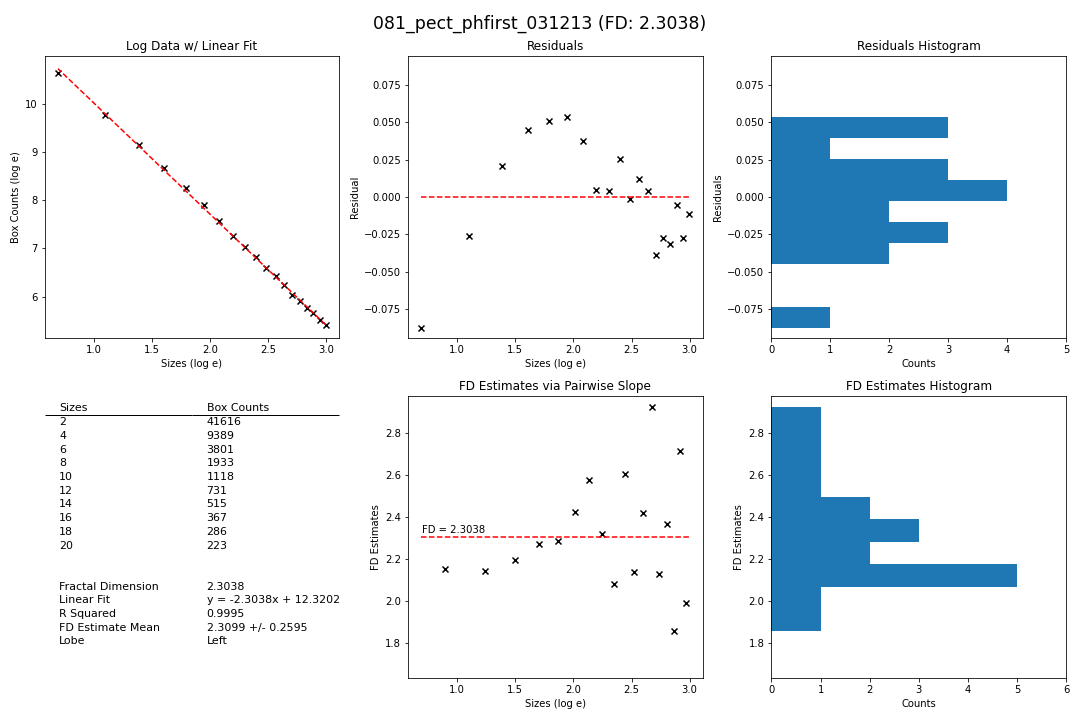 081_pect_phfirst_031213 (FD: 2.3038)
Log Data w/ Linear Fit
10
9
8
7
6
Box Counts (log e)
1.0 1.5 2.0 2.5 3.0
Sizes (log e)
Residuals
0.075
0.050
0.025
0.000
−0.025
−0.050
−0.075
Residual
1.0 1.5 2.0 2.5 3.0
Sizes (log e)
Residuals Histogram
0.075
0.050
0.025
0.000
−0.025
−0.050
−0.075
Residuals
0 1 2 3 4 5
Counts
Sizes Box Counts
2 41616
4 9389
6 3801
8 1933
10 1118
12 731
14 515
16 367
18 286
20 223
Fractal Dimension 2.3038
Linear Fit y = -2.3038x + 12.3202
R Squared 0.9995
FD Estimate Mean 2.3099 +/- 0.2595
Lobe Left
FD Estimates via Pairwise Slope
2.8
2.6
2.4
2.2
2.0
1.8
FD Estimates
FD = 2.3038
1.0 1.5 2.0 2.5 3.0
Sizes (log e)
FD Estimates Histogram
2.8
2.6
2.4
2.2
2.0
1.8
FD Estimates
0 1 2 3 4 5 6
Counts